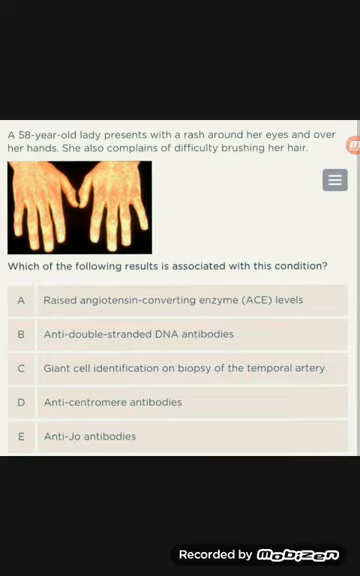 A 58-year-old lady presents with a rash around her eyes and over
her hands. She also complains of difficulty brushing her hair.
Which of the following results is associated with this condition?
A Raised angiotensin-converting enzyme (ACE) levels
B Anti-double-stranded DNA antibodies
C Giant cell identification on biopsy of the temporal artery
D Anti-centromere antibodies
E Anti-Jo antibodies
Recorded by mobizen